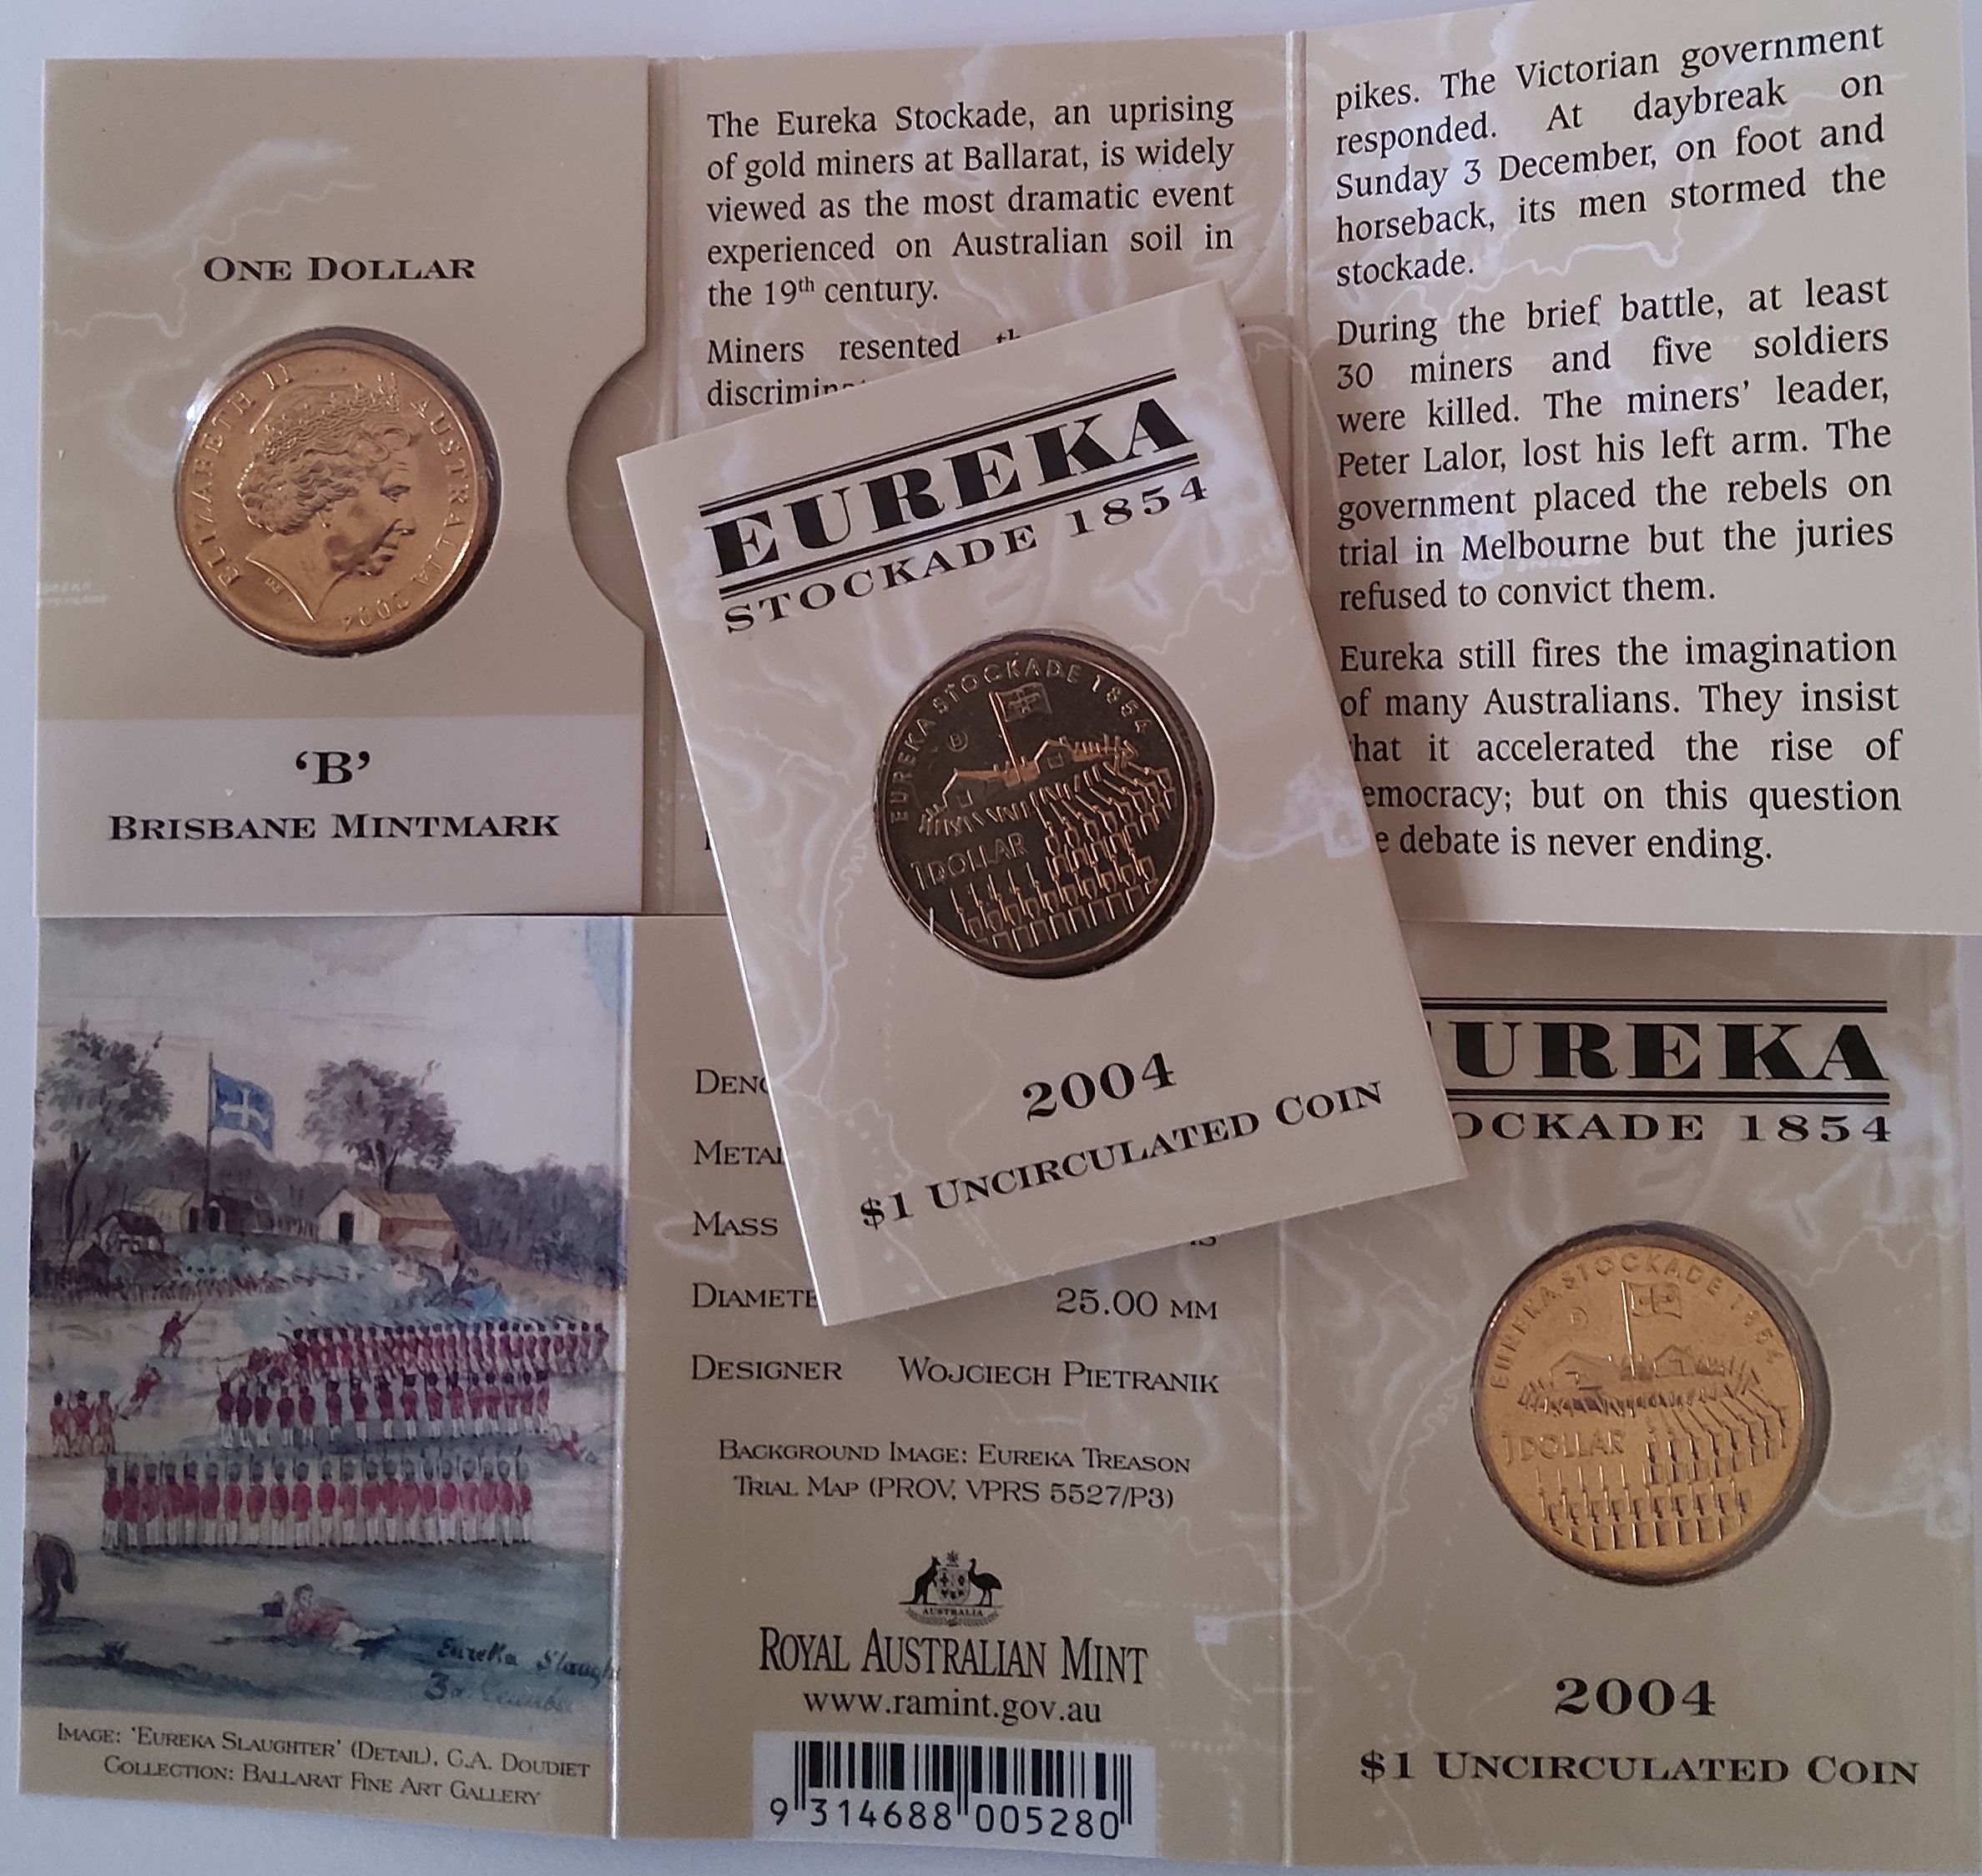 ONE DOLLAR
ELIZABETH II AUSTRALIA 2004
'B'
BRISBANE MINTMARK
The Eureka Stockade, an uprising
of gold miners at Ballarat, is widely
viewed as the most dramatic event
experienced on Australian soil in
the 19th century.
Miners resented
pikes. The Victorian government
responded. At daybreak on
Sunday 3 December, on foot and
horseback, its men stormed the
stockade.
During the brief battle, at least
30 miners and five soldiers
were killed. The miners' leader,
Peter Lalor, lost his left arm. The
government placed the rebels on
trial in Melbourne but the juries
refused to convict them.
Eureka still fires the imagination
of many Australians. They insist
hat it accelerated the rise of
emocracy; but on this question
e debate is never ending.
EUREKA
STOCKADE 1854
EUREKA STOCKADE 1854
B
1 DOLLAR
2004
$1 UNCIRCULATED COIN
Eureka Slaugh
3
IMAGE: 'EUREKA SLAUGHTER' (DETAIL), C.A. DOUDIET
COLLECTION: BALLARAT FINE ART GALLERY
MASS
DIAMETE 25.00 MM
DESIGNER WOJCIECH PIETRANIK
BACKGROUND IMAGE: EUREKA TREASON
TRIAL MAP (PROV, VPRS 5527/P3)
AUSTRALIA
ROYAL AUSTRALIAN MINT
www.ramint.gov.au
9 314688 005280
UREKA
OCKADE 1854
EUREKA STOCKADE 1854
1 DOLLAR
2004
$1 UNCIRCULATED COIN